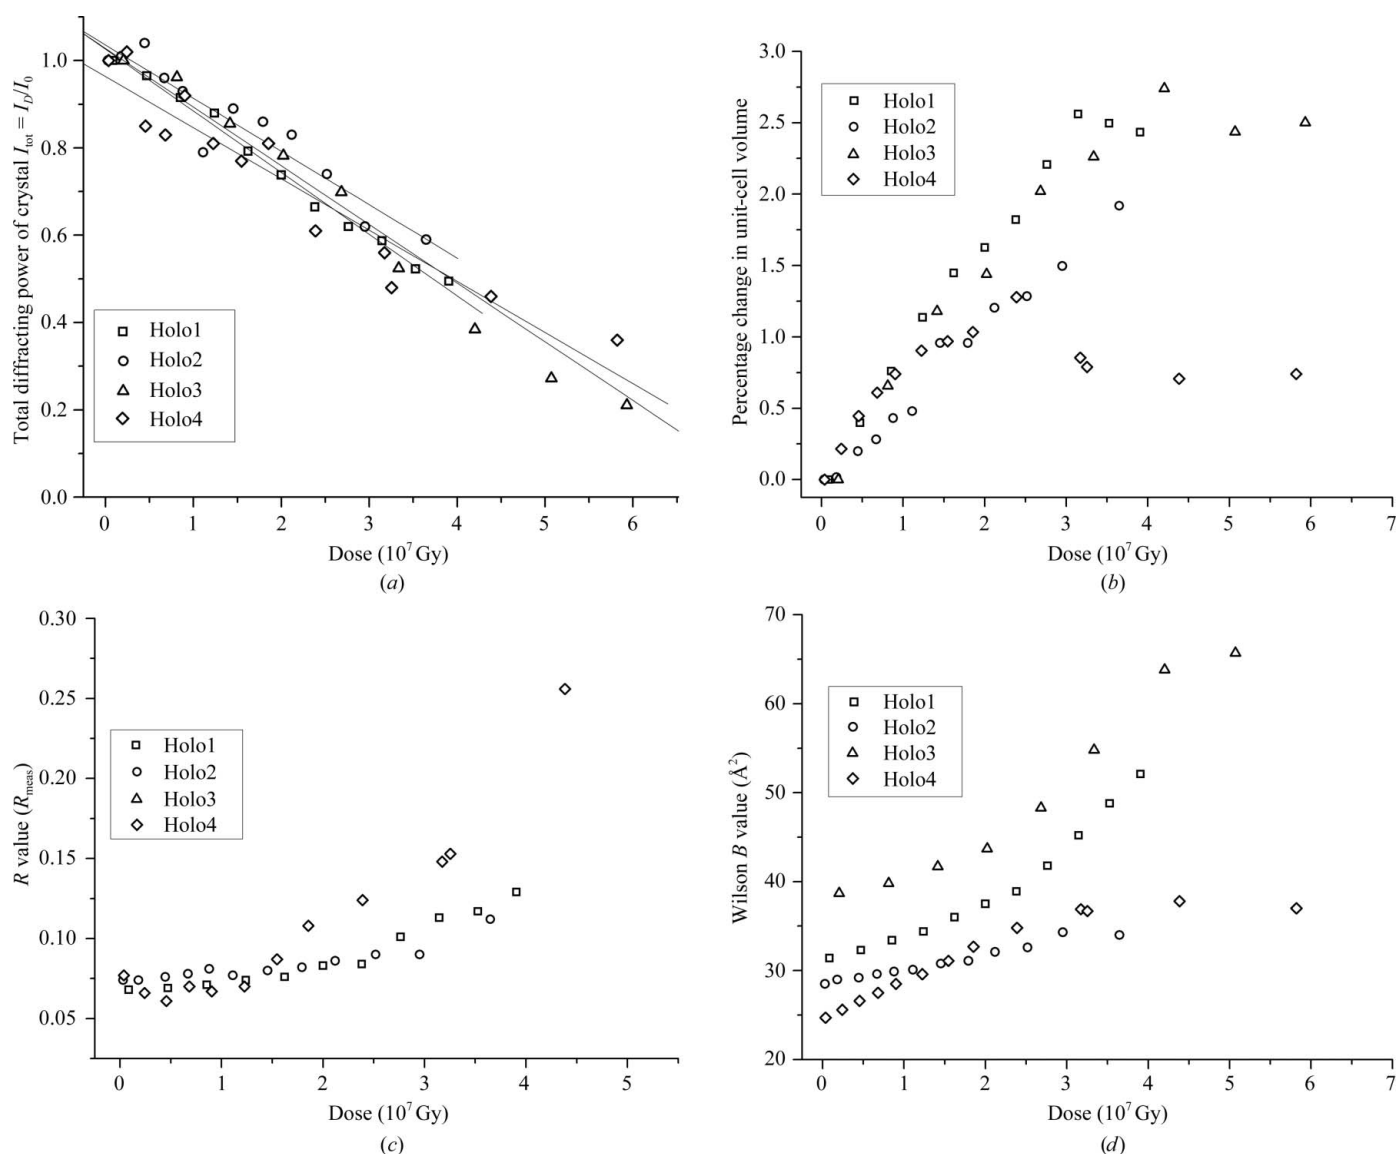 Total diffracting power of crystal I_tot = I_D/I_0
1.0
0.8
0.6
0.4
0.2
0.0
Holo1
Holo2
Holo3
Holo4
0 1 2 3 4 5 6
Dose (10^7 Gy)
(a)
Percentage change in unit-cell volume
3.0
2.5
2.0
1.5
1.0
0.5
0.0
Holo1
Holo2
Holo3
Holo4
0 1 2 3 4 5 6 7
Dose (10^7 Gy)
(b)
R value (R_meas)
0.30
0.25
0.20
0.15
0.10
0.05
Holo1
Holo2
Holo3
Holo4
0 1 2 3 4 5
Dose (10^7 Gy)
(c)
Wilson B value (Å^2)
70
60
50
40
30
20
Holo1
Holo2
Holo3
Holo4
0 1 2 3 4 5 6 7
Dose (10^7 Gy)
(d)